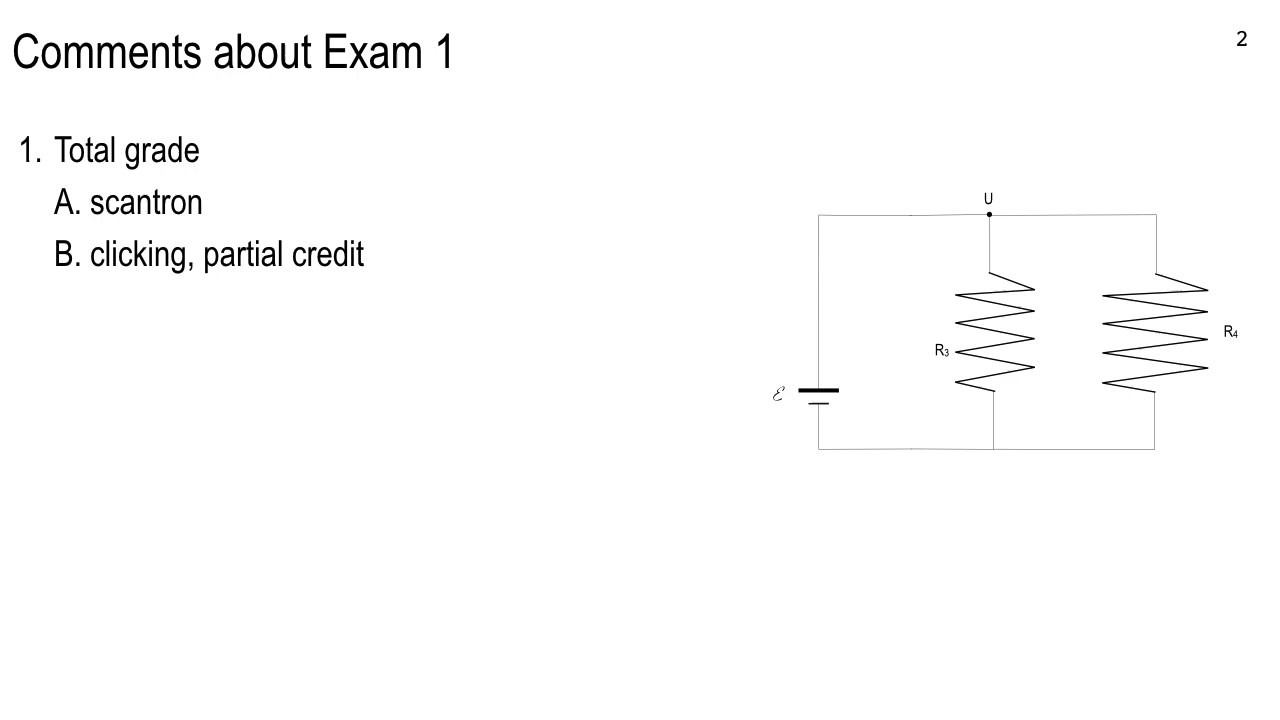 Comments about Exam 1
2
1. Total grade
A. scantron
B. clicking, partial credit
U
R₃
R₄
ℰ